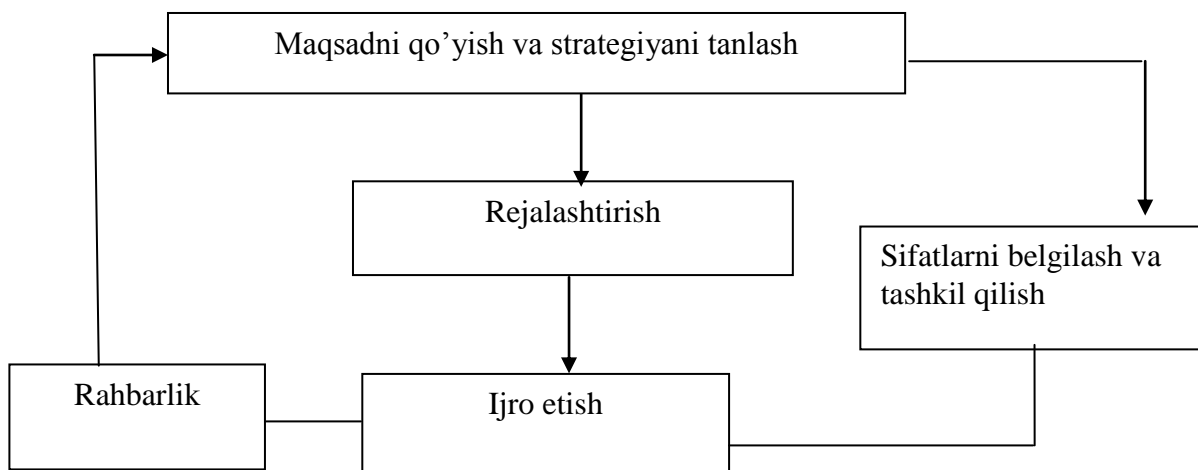 Maqsadni qo’yish va strategiyani tanlash
Rejalashtirish
Sifatlarni belgilash va
tashkil qilish
Rahbarlik
Ijro etish